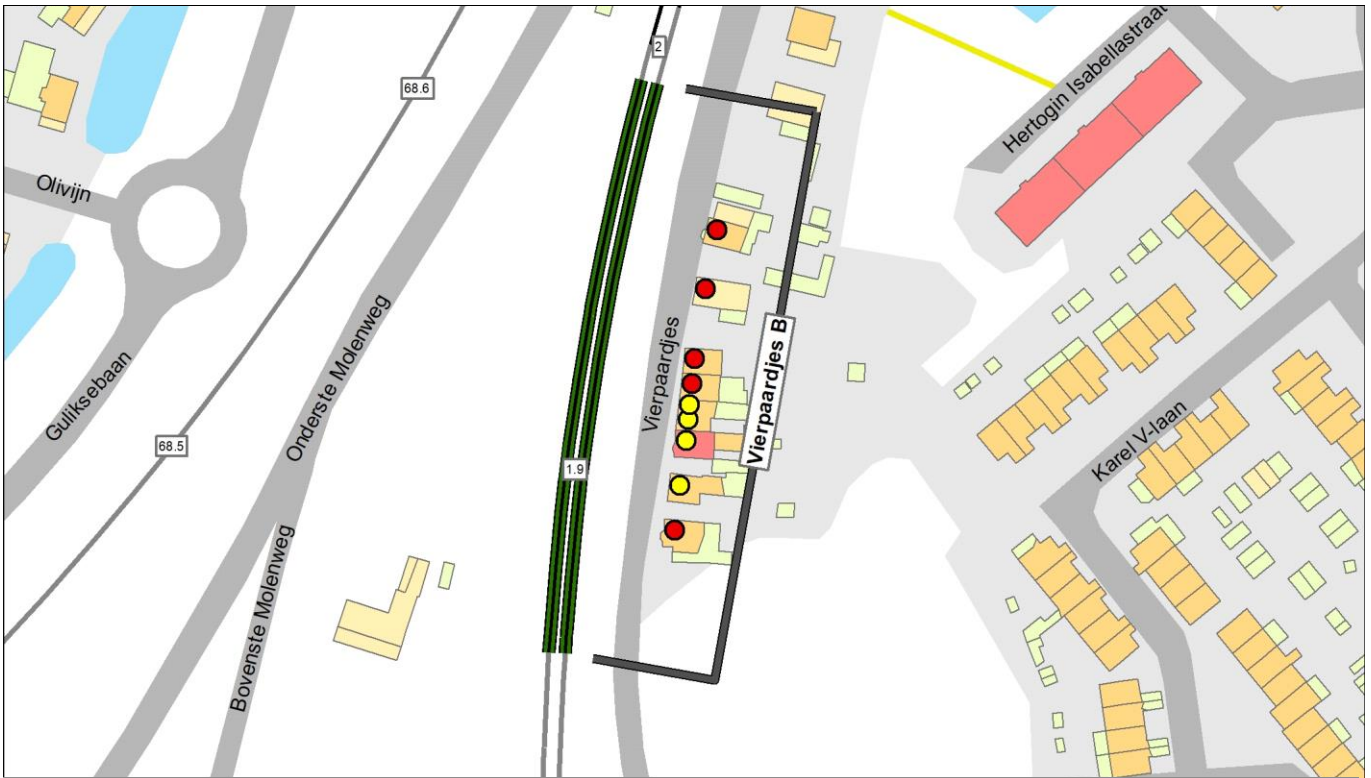 2
68.6
Hertogin Isabellastraat
Olivijn
Vierpaardjes
Vierpaardjes B
Onderste Molenweg
Guliksebaan
Karel V-laan
68.5
1.9
Bovenste Molenweg